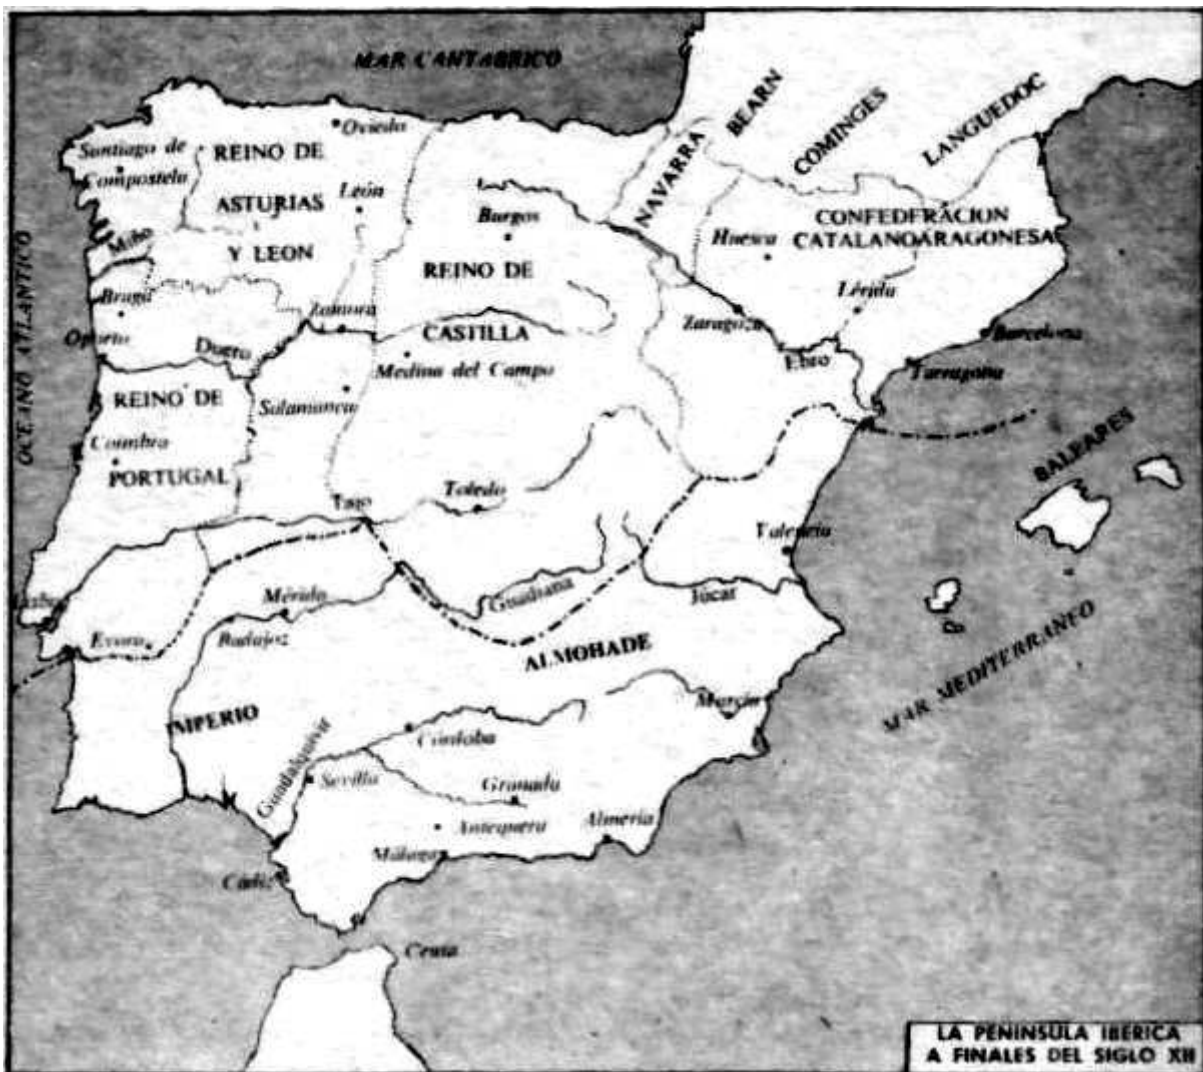 MAR CANTABRICO
Oviedo
Santiago de
Compostela
REINO DE
ASTURIAS
Y LEON
León
Burgos
NAVARRA
BEARN
COMINGES
LANGUEDOC
CONFEDERACION
CATALANOARAGONESA
Huesca
Lérida
Zaragoza
Barcelona
Tarragona
Ebro
OCEANO ATLANTICO
Miño
Braga
Oporto
Duero
Zamora
REINO DE
CASTILLA
Medina del Campo
Salamanca
REINO DE
PORTUGAL
Coimbra
Tajo
Toledo
BALEARES
Valencia
Júcar
Guadiana
Mérida
Badajoz
Evora
IMPERIO
ALMOHADE
MAR MEDITERRANEO
Murcia
Córdoba
Guadalquivir
Sevilla
Granada
Antequera
Almería
Málaga
Cádiz
Ceuta
LA PENINSULA IBERICA
A FINALES DEL SIGLO XII